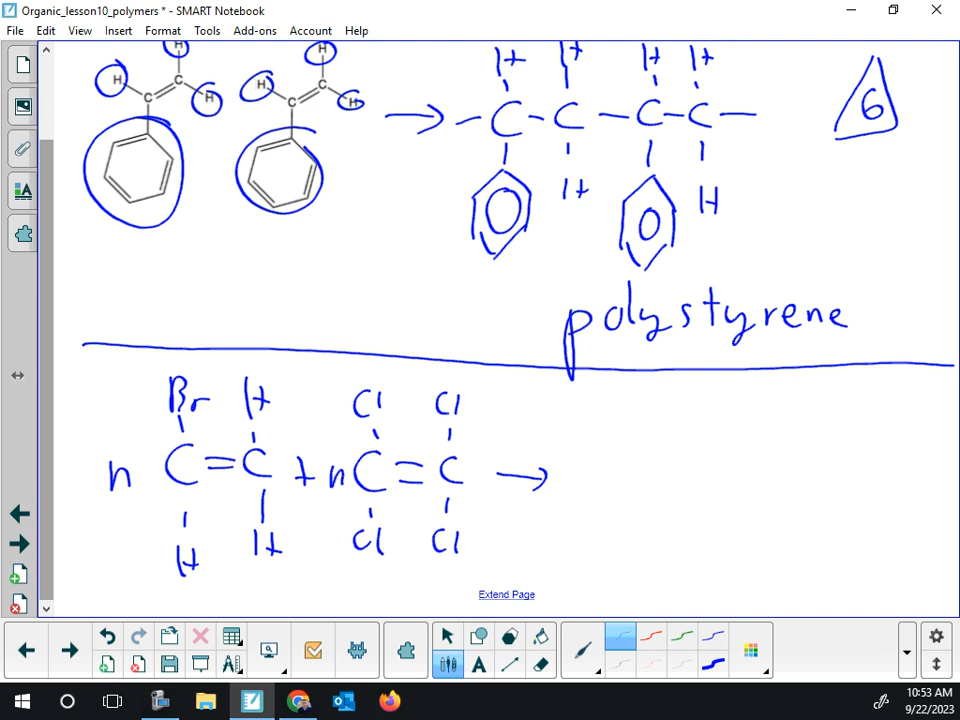 Organic_lesson10_polymers * - SMART Notebook
File Edit View Insert Format Tools Add-ons Account Help
H H H H H H
H C C H H C C H → - C - C - C - C - 6
C C
H H
polystyrene
Br H Cl Cl
n C = C + n C = C →
H H Cl Cl
Extend Page
A
10:53 AM
9/22/2023